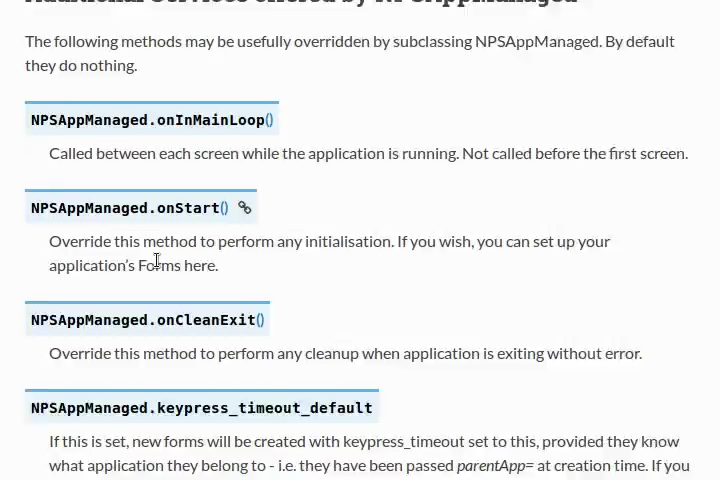 Additional Services offered by NPSAppManaged
The following methods may be usefully overridden by subclassing NPSAppManaged. By default
they do nothing.
NPSAppManaged.onInMainLoop()
Called between each screen while the application is running. Not called before the first screen.
NPSAppManaged.onStart()
Override this method to perform any initialisation. If you wish, you can set up your
application's Forms here.
NPSAppManaged.onCleanExit()
Override this method to perform any cleanup when application is exiting without error.
NPSAppManaged.keypress_timeout_default
If this is set, new forms will be created with keypress_timeout set to this, provided they know
what application they belong to - i.e. they have been passed parentApp= at creation time. If you